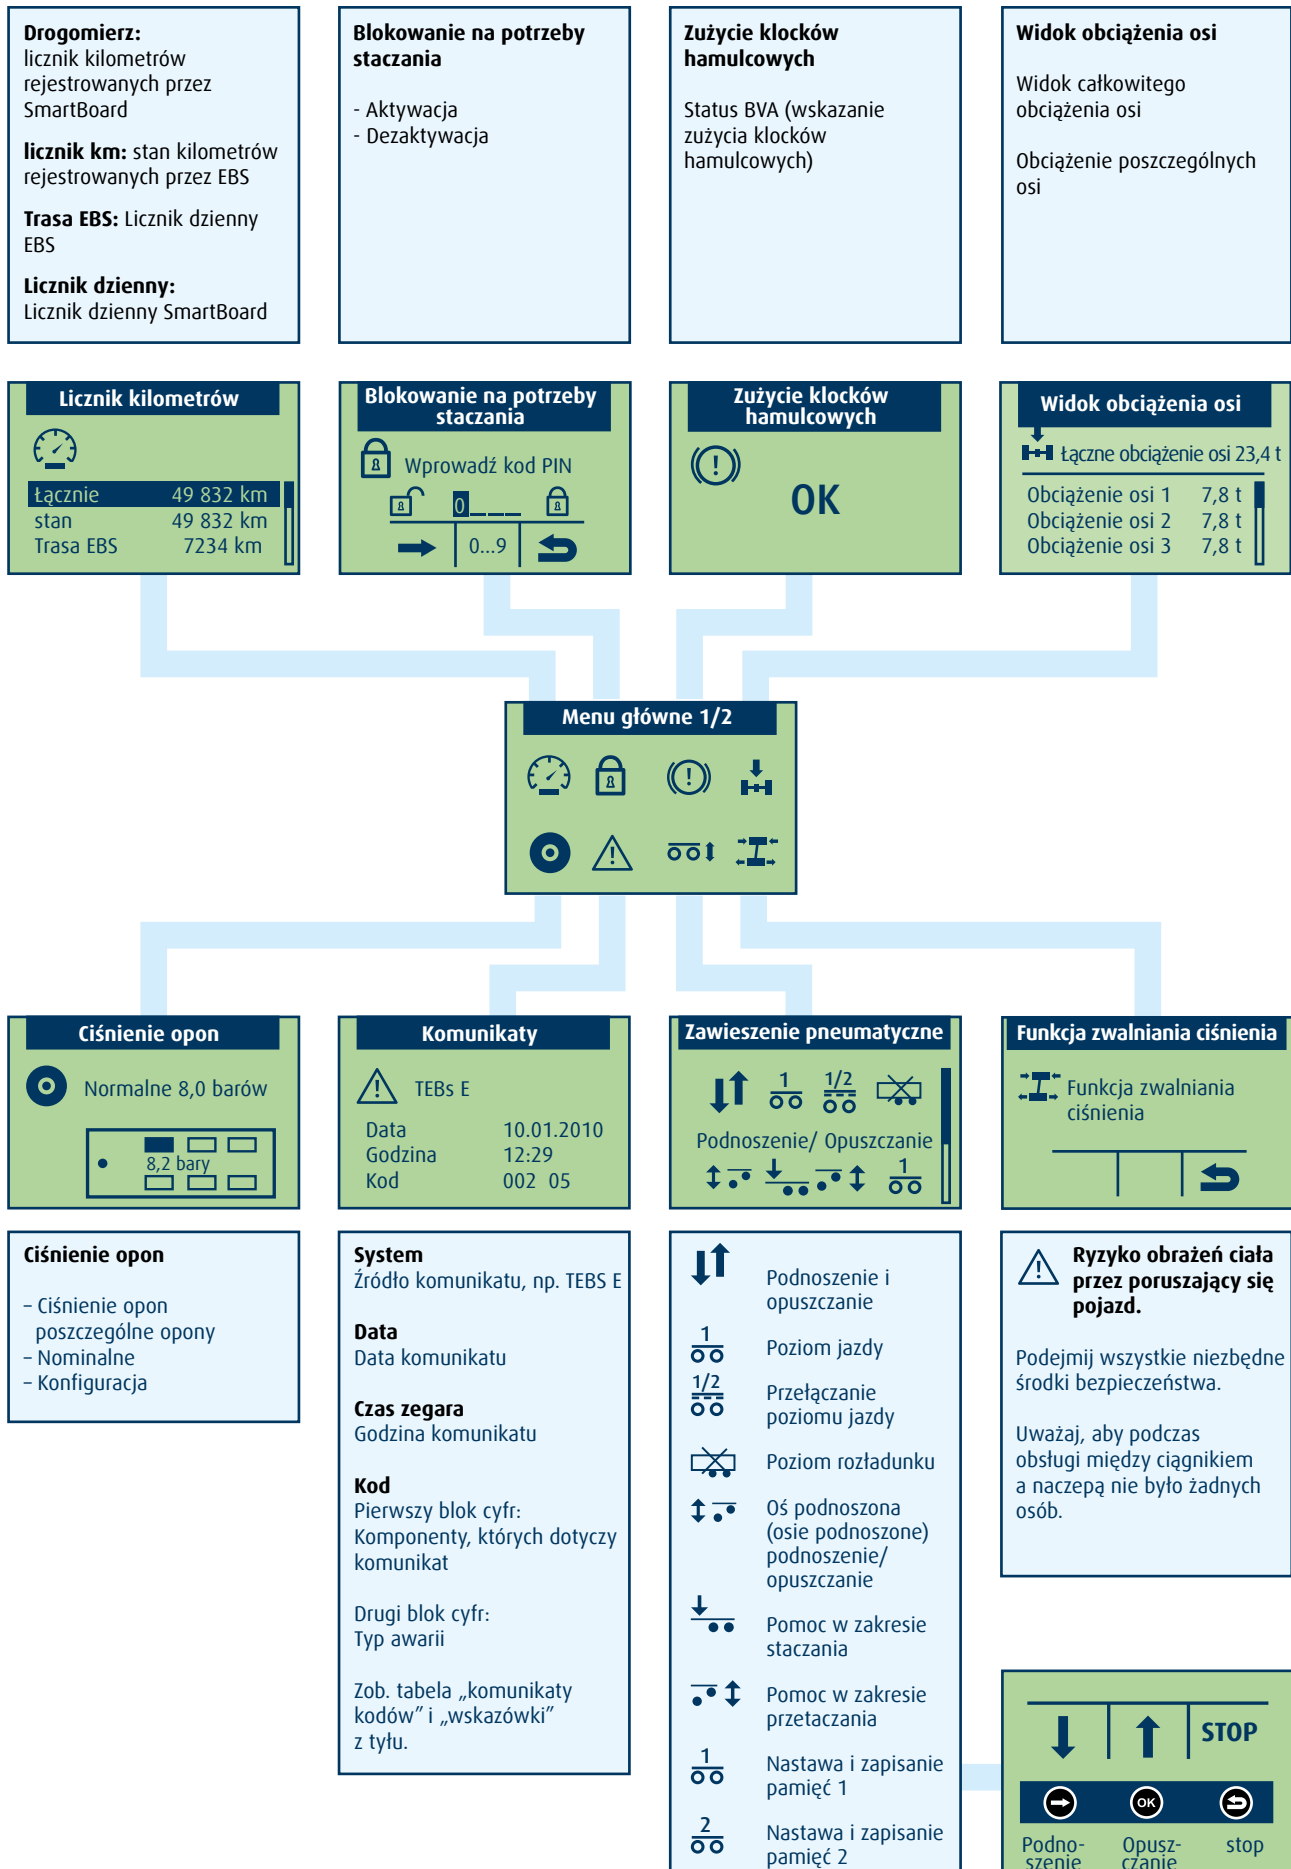 Drogomierz:
licznik kilometrów
rejestrowanych przez
SmartBoard
licznik km: stan kilometrów
rejestrowanych przez EBS
Trasa EBS: Licznik dzienny
EBS
Licznik dzienny:
Licznik dzienny SmartBoard
Blokowanie na potrzeby
staczania
- Aktywacja
- Dezaktywacja
Zużycie klocków
hamulcowych
Status BVA (wskazanie
zużycia klocków
hamulcowych)
Widok obciążenia osi
Widok całkowitego
obciążenia osi
Obciążenie poszczególnych
osi
Licznik kilometrów
Łącznie 49 832 km
stan 49 832 km
Trasa EBS 7234 km
Blokowanie na potrzeby
staczania
Wprowadź kod PIN
0_ _ _
0...9
Zużycie klocków
hamulcowych
OK
Widok obciążenia osi
Łączne obciążenie osi 23,4 t
Obciążenie osi 1 7,8 t
Obciążenie osi 2 7,8 t
Obciążenie osi 3 7,8 t
Menu główne 1/2
Ciśnienie opon
Normalne 8,0 barów
8,2 bary
Komunikaty
TEBs E
Data 10.01.2010
Godzina 12:29
Kod 002 05
Zawieszenie pneumatyczne
1 1/2
Podnoszenie/ Opuszczanie
1
Funkcja zwalniania ciśnienia
Funkcja zwalniania
ciśnienia
Ciśnienie opon
– Ciśnienie opon
poszczególne opony
– Nominalne
– Konfiguracja
System
Źródło komunikatu, np. TEBS E
Data
Data komunikatu
Czas zegara
Godzina komunikatu
Kod
Pierwszy blok cyfr:
Komponenty, których dotyczy
komunikat
Drugi blok cyfr:
Typ awarii
Zob. tabela „komunikaty
kodów” i „wskazówki”
z tyłu.
Podnoszenie i
opuszczanie
1
Poziom jazdy
1/2
Przełączanie
poziomu jazdy
Poziom rozładunku
Oś podnoszona
(osie podnoszone)
podnoszenie/
opuszczanie
Pomoc w zakresie
staczania
Pomoc w zakresie
przetaczania
1
Nastawa i zapisanie
pamięć 1
2
Nastawa i zapisanie
pamięć 2
Ryzyko obrażeń ciała
przez poruszający się
pojazd.
Podejmij wszystkie niezbędne
środki bezpieczeństwa.
Uważaj, aby podczas
obsługi między ciągnikiem
a naczepą nie było żadnych
osób.
STOP
OK
Podno-
szenie
Opusz-
czanie
stop